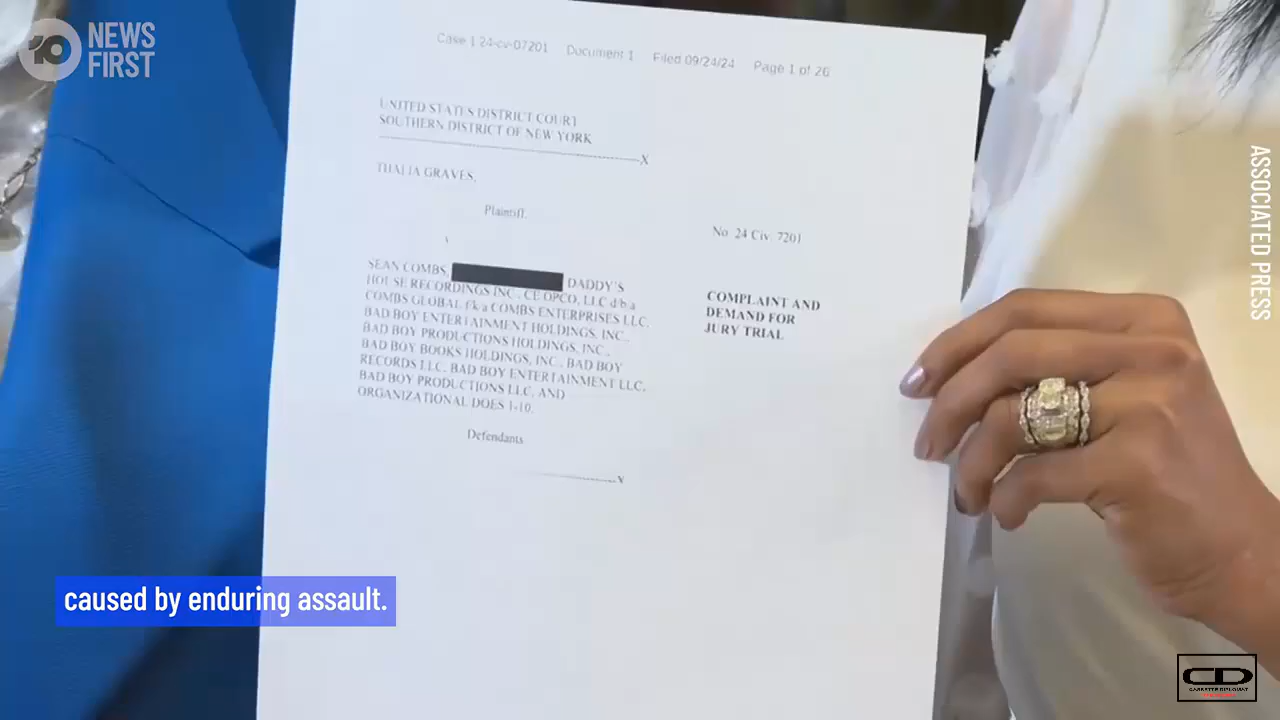 10 NEWS
FIRST
Case 1 24-cv-07201 Document 1 Filed 09/24/24 Page 1 of 26
UNITED STATES DISTRICT COURT
SOUTHERN DISTRICT OF NEW YORK
X
THALIA GRAVES,
Plaintiff,
No. 24 Civ. 7201
SEAN COMBS, DADDY'S
HOUSE RECORDINGS INC., CE OPCO, LLC d/b/a
COMBS GLOBAL f/k/a COMBS ENTERPRISES LLC,
BAD BOY ENTERTAINMENT HOLDINGS, INC.,
BAD BOY PRODUCTIONS HOLDINGS, INC.,
BAD BOY BOOKS HOLDINGS, INC., BAD BOY
RECORDS LLC, BAD BOY ENTERTAINMENT LLC,
BAD BOY PRODUCTIONS LLC, AND
ORGANIZATIONAL DOES 1-10,
COMPLAINT AND
DEMAND FOR
JURY TRIAL
Defendants
X
ASSOCIATED PRESS
caused by enduring assault.
CD